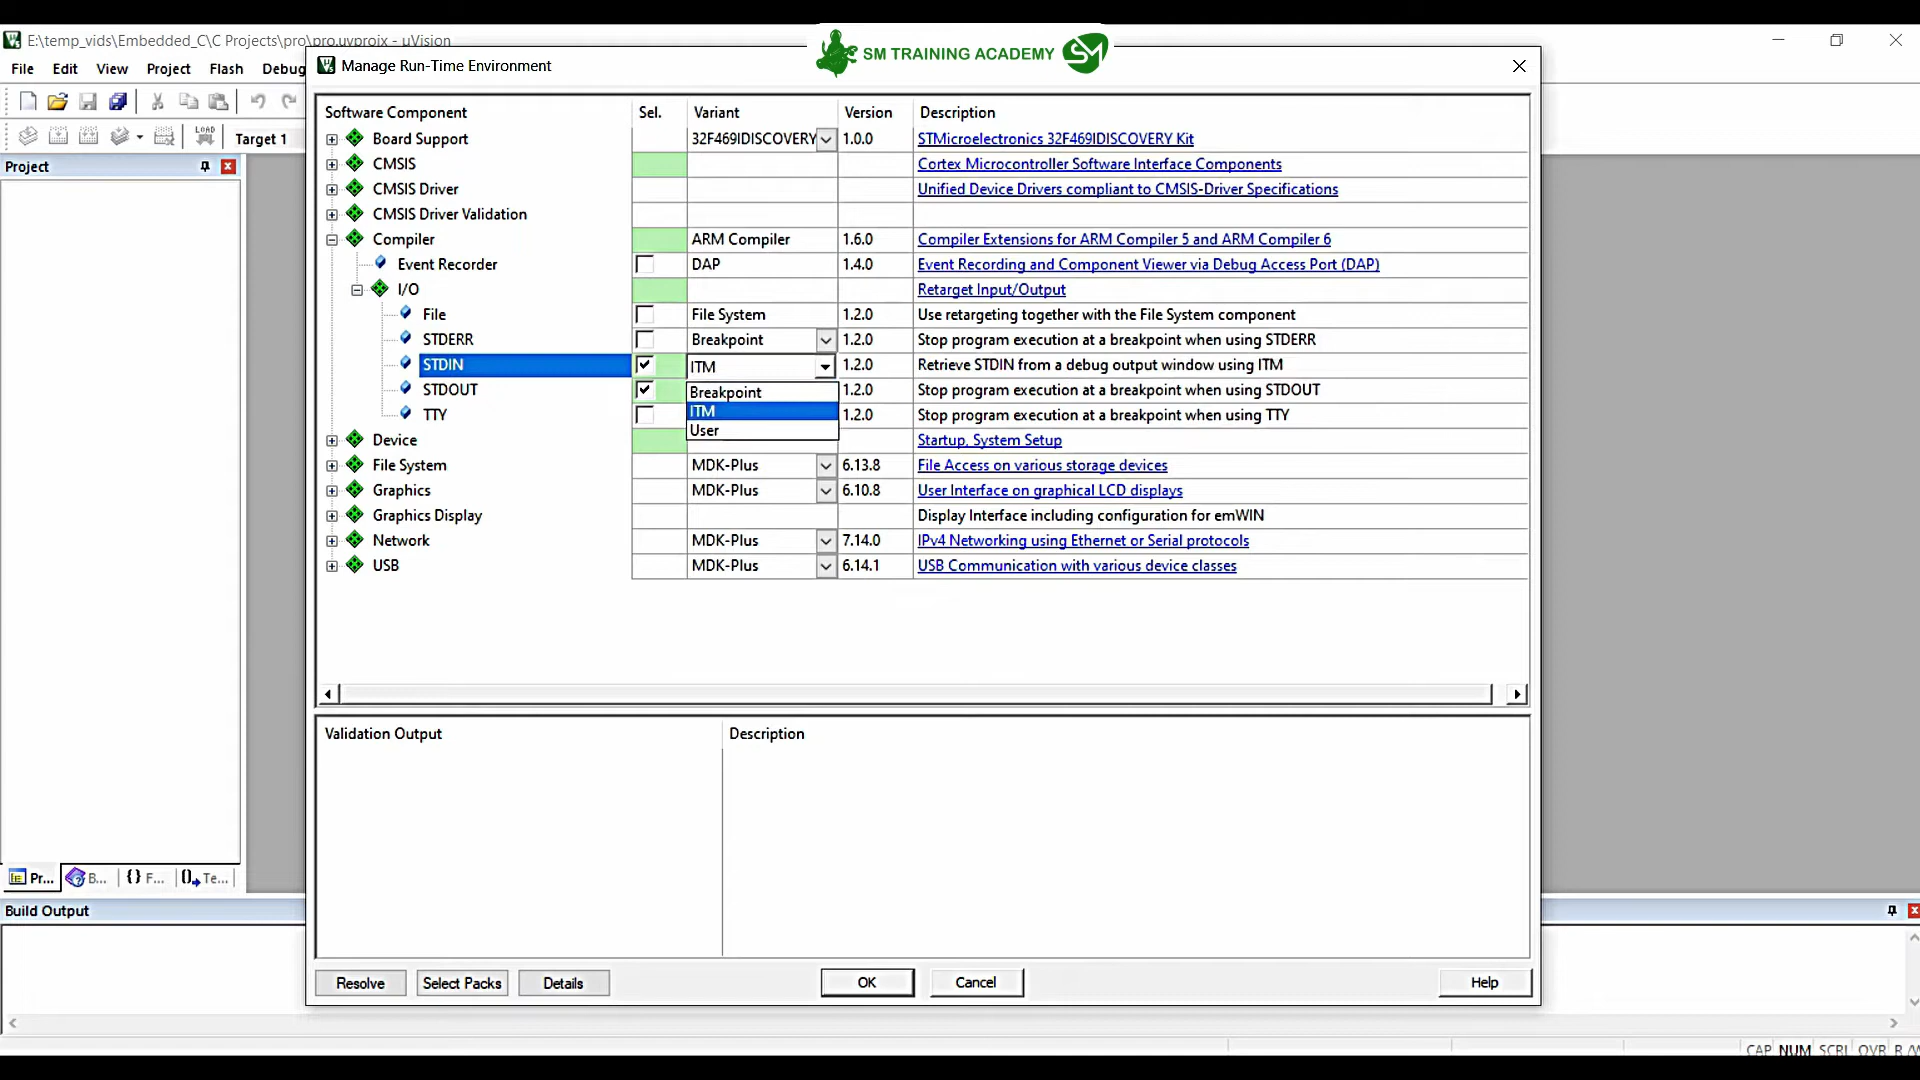 E:\temp_vids\Embedded_C\C Projects\pro\pro.uvprojx - µVision
SM TRAINING ACADEMY SM
File Edit View Project Flash Debug
Manage Run-Time Environment
LOAD Target 1
Project
Software Component Sel. Variant Version Description
Board Support 32F469IDISCOVERY 1.0.0 STMicroelectronics 32F469IDISCOVERY Kit
CMSIS Cortex Microcontroller Software Interface Components
CMSIS Driver Unified Device Drivers compliant to CMSIS-Driver Specifications
CMSIS Driver Validation
Compiler ARM Compiler 1.6.0 Compiler Extensions for ARM Compiler 5 and ARM Compiler 6
Event Recorder DAP 1.4.0 Event Recording and Component Viewer via Debug Access Port (DAP)
I/O Retarget Input/Output
File File System 1.2.0 Use retargeting together with the File System component
STDERR Breakpoint 1.2.0 Stop program execution at a breakpoint when using STDERR
STDIN ITM 1.2.0 Retrieve STDIN from a debug output window using ITM
STDOUT Breakpoint 1.2.0 Stop program execution at a breakpoint when using STDOUT
ITM
TTY 1.2.0 Stop program execution at a breakpoint when using TTY
User
Device Startup, System Setup
File System MDK-Plus 6.13.8 File Access on various storage devices
Graphics MDK-Plus 6.10.8 User Interface on graphical LCD displays
Graphics Display Display Interface including configuration for emWIN
Network MDK-Plus 7.14.0 IPv4 Networking using Ethernet or Serial protocols
USB MDK-Plus 6.14.1 USB Communication with various device classes
Validation Output Description
Pr... B... {} F... Te...
Build Output
Resolve Select Packs Details OK Cancel Help
CAP NUM SCRL OVR R/W